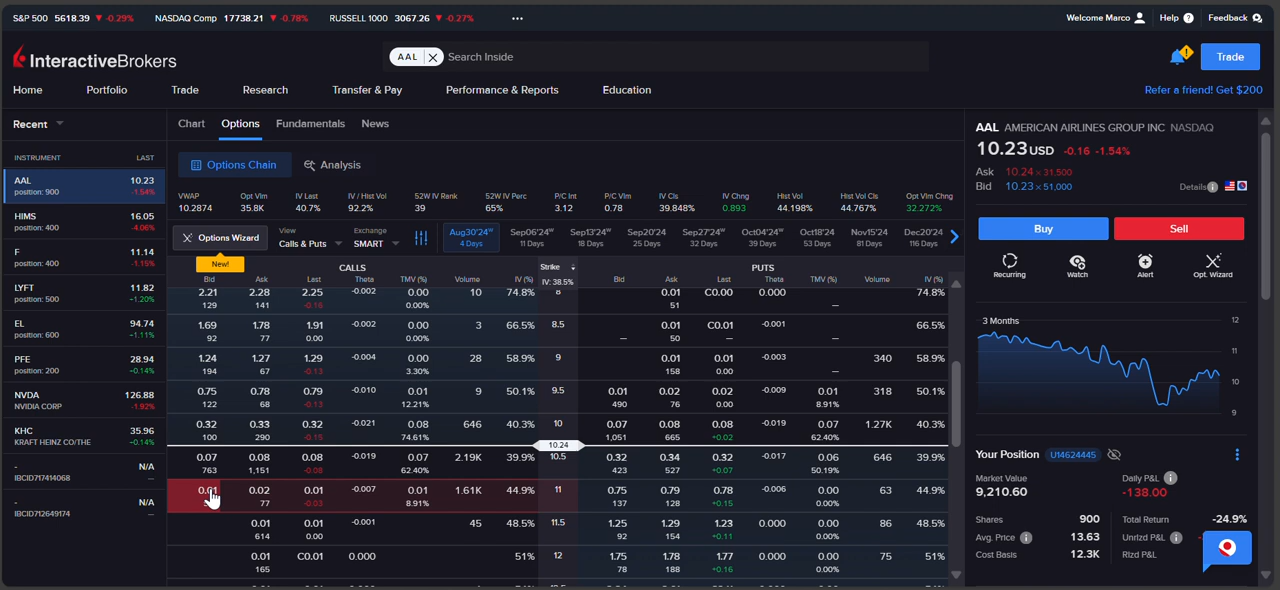 S&P 500 5618.39 ▼ -0.29% NASDAQ Comp 17738.21 ▼ -0.78% RUSSELL 1000 3067.26 ▼ -0.27% ••• Welcome Marco Help ? Feedback
InteractiveBrokers AAL Search Inside Trade
Home Portfolio Trade Research Transfer & Pay Performance & Reports Education Refer a friend! Get $200
Recent
INSTRUMENT LAST
AAL 10.23
position: 900 -1.54%
HIMS 16.05
position: 400 -4.06%
F 11.14
position: 400 -1.15%
LYFT 11.82
position: 500 -1.20%
EL 94.74
position: 600 -1.11%
PFE 28.94
position: 200 -0.14%
NVDA 126.88
NVIDIA CORP -1.92%
KHC 35.96
KRAFT HEINZ CO/THE -0.14%
- N/A
IBCID717414068 —
- N/A
IBCID712649174 —
Chart Options Fundamentals News
Options Chain Analysis
VWAP Opt Vlm IV Last IV / Hist Vol 52W IV Rank 52W IV Perc P/C Int P/C Vlm IV Cls IV Chng Hist Vol Hist Vol Cls Opt Vlm Chng
10.2874 35.8K 40.7% 92.2% 39 65% 3.12 0.78 39.848% 0.893 44.198% 44.767% 32.272%
Options Wizard
View
Calls & Puts
Exchange
SMART
Aug30'24W Sep06'24W Sep13'24W Sep20'24 Sep27'24W Oct04'24W Oct18'24 Nov15'24 Dec20'24
4 Days 11 Days 18 Days 25 Days 32 Days 39 Days 53 Days 81 Days 116 Days
New!
CALLS Strike PUTS
Bid Ask Last Theta TMV (%) Volume IV (%) IV: 38.5% Bid Ask Last Theta TMV (%) Volume IV (%)
2.21 2.28 2.25 -0.002 0.00 10 74.8% 8 0.01 C0.00 0.000 74.8%
129 141 -0.16 0.00% 51 —
1.69 1.78 1.91 -0.002 0.00 3 66.5% 8.5 0.01 C0.01 -0.001 66.5%
92 77 0.00 0.00% — 50 — —
1.24 1.27 1.29 -0.004 0.00 28 58.9% 9 0.01 0.01 -0.003 340 58.9%
194 67 -0.13 3.30% 158 0.00 —
0.75 0.78 0.79 -0.010 0.01 9 50.1% 9.5 0.01 0.02 0.02 -0.009 0.01 318 50.1%
122 68 -0.13 12.21% 490 76 0.00 8.91%
0.32 0.33 0.32 -0.021 0.08 646 40.3% 10 0.07 0.08 0.08 -0.019 0.07 1.27K 40.3%
100 290 -0.15 74.61% 1,051 665 +0.02 62.40%
10.24
0.07 0.08 0.08 -0.019 0.07 2.19K 39.9% 10.5 0.32 0.34 0.32 -0.017 0.06 646 39.9%
763 1,151 -0.08 62.40% 423 527 +0.07 50.19%
0.01 0.02 0.01 -0.007 0.01 1.61K 44.9% 11 0.75 0.79 0.78 -0.006 0.00 63 44.9%
77 -0.03 8.91% 137 128 +0.15 0.00%
0.01 0.01 -0.001 45 48.5% 11.5 1.25 1.29 1.23 0.000 0.00 86 48.5%
614 0.00 92 154 +0.11 0.00%
0.01 C0.01 0.000 51% 12 1.75 1.78 1.77 0.000 0.00 75 51%
165 78 188 +0.16 0.00%
AAL AMERICAN AIRLINES GROUP INC NASDAQ
10.23 USD -0.16 -1.54%
Ask 10.24 × 31,500
Bid 10.23 × 51,000 Details
Buy Sell
Recurring Watch Alert Opt. Wizard
3 Months
12
11
10
9
Your Position U14624445
Market Value Daily P&L
9,210.60 -138.00
Shares 900 Total Return -24.9%
Avg. Price 13.63 Unrlzd P&L
Cost Basis 12.3K Rlzd P&L